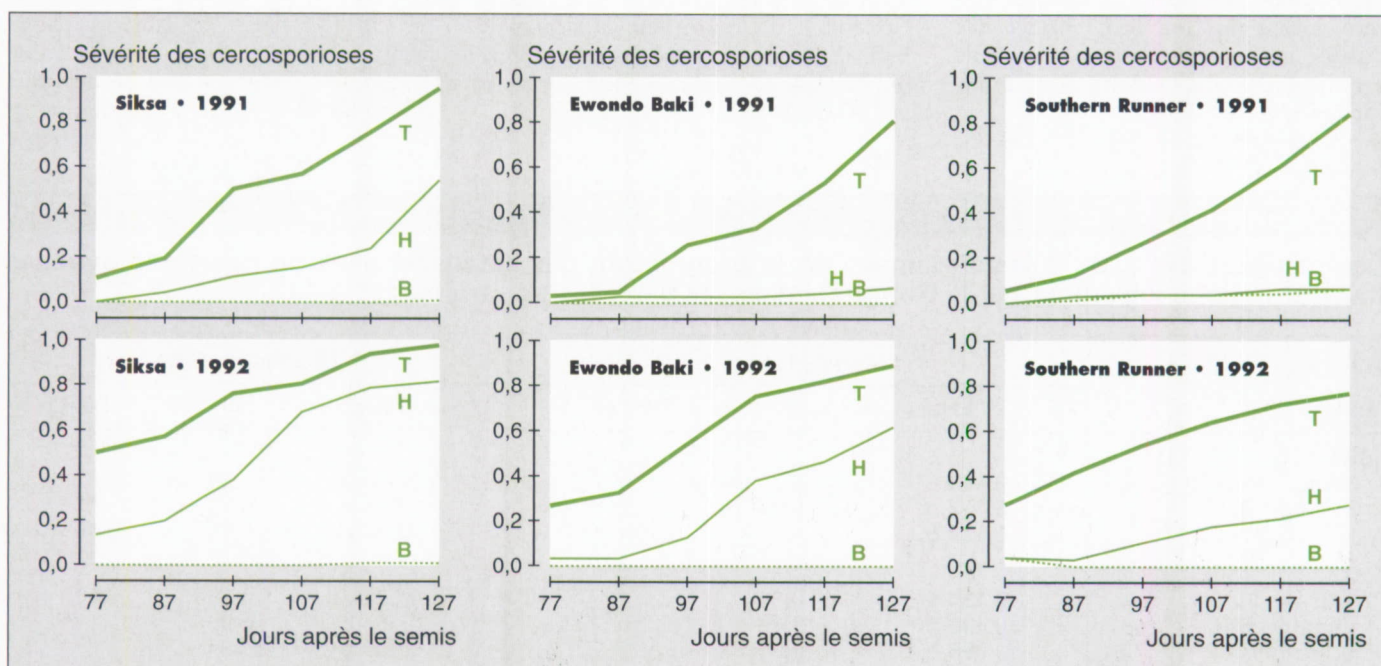 Sévérité des cercosporioses
1,0
0,8
0,6
0,4
0,2
0,0
Siksa • 1991
T
H
B
Sévérité des cercosporioses
1,0
0,8
0,6
0,4
0,2
0,0
Ewondo Baki • 1991
T
H
B
Sévérité des cercosporioses
1,0
0,8
0,6
0,4
0,2
0,0
Southern Runner • 1991
T
H
B
1,0
0,8
0,6
0,4
0,2
0,0
Siksa • 1992
T
H
B
77 87 97 107 117 127
Jours après le semis
1,0
0,8
0,6
0,4
0,2
0,0
Ewondo Baki • 1992
T
H
B
77 87 97 107 117 127
Jours après le semis
1,0
0,8
0,6
0,4
0,2
0,0
Southern Runner • 1992
T
H
B
77 87 97 107 117 127
Jours après le semis